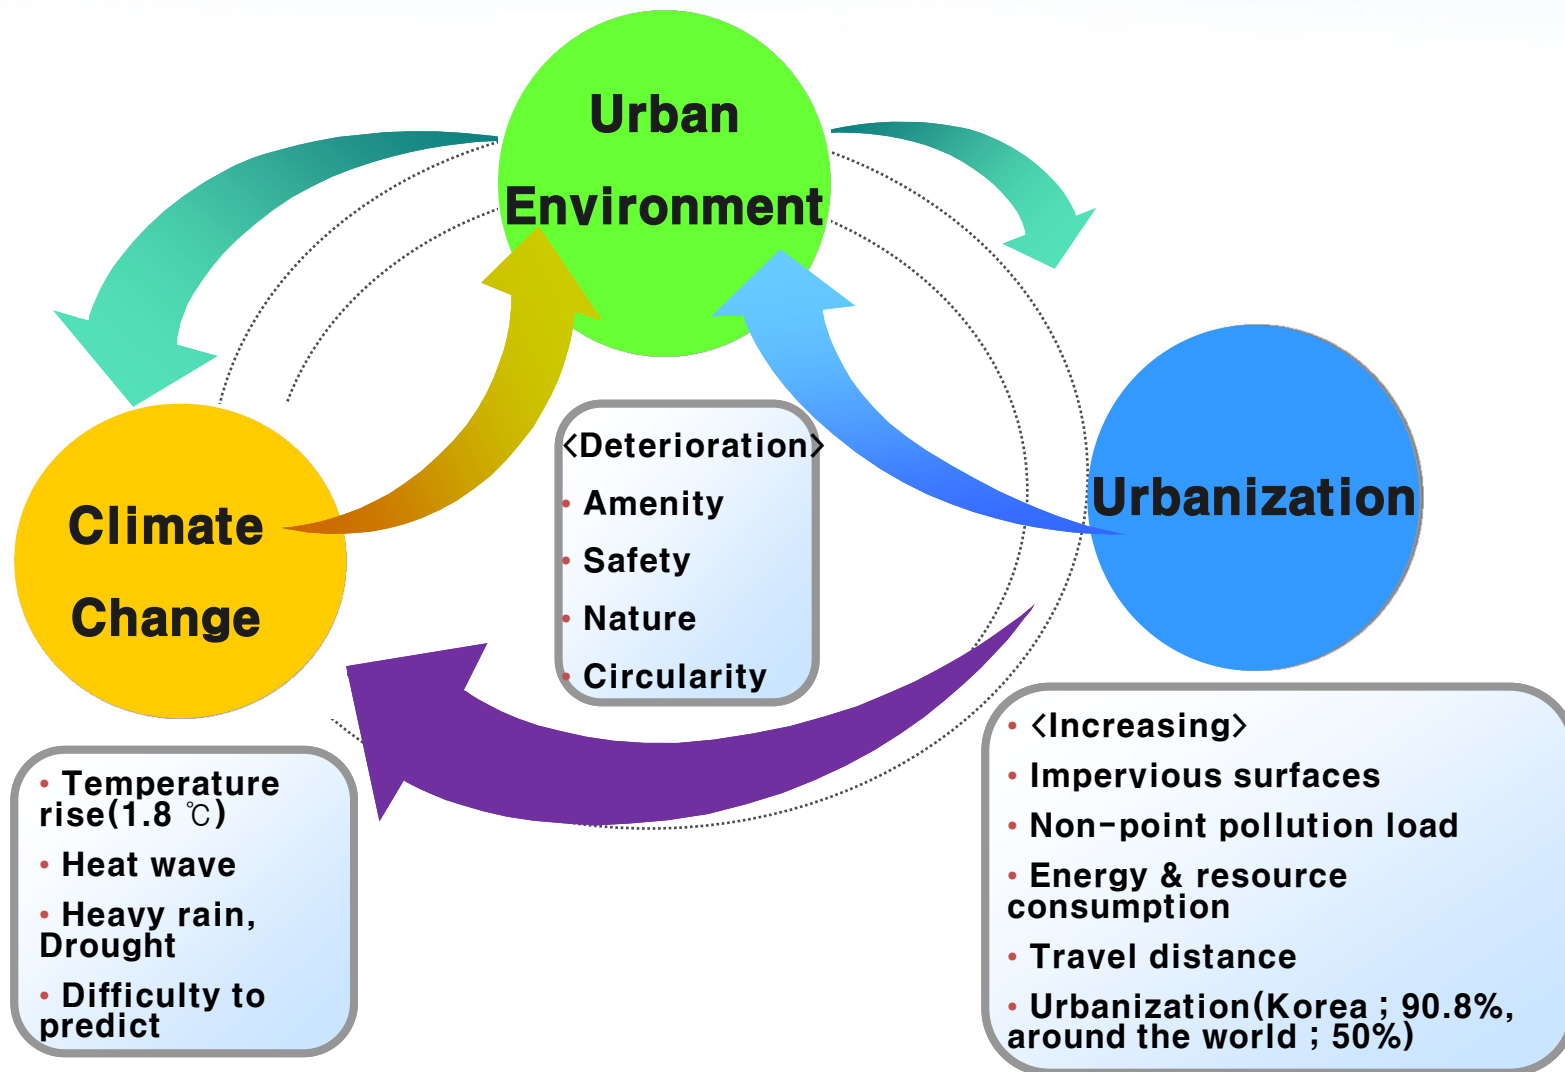 Urban
Environment
Climate
Change
Urbanization
<Deterioration>
• Amenity
• Safety
• Nature
• Circularity
• Temperature
rise(1.8 ℃)
• Heat wave
• Heavy rain,
Drought
• Difficulty to
predict
• <Increasing>
• Impervious surfaces
• Non-point pollution load
• Energy & resource
consumption
• Travel distance
• Urbanization(Korea ; 90.8%,
around the world ; 50%)